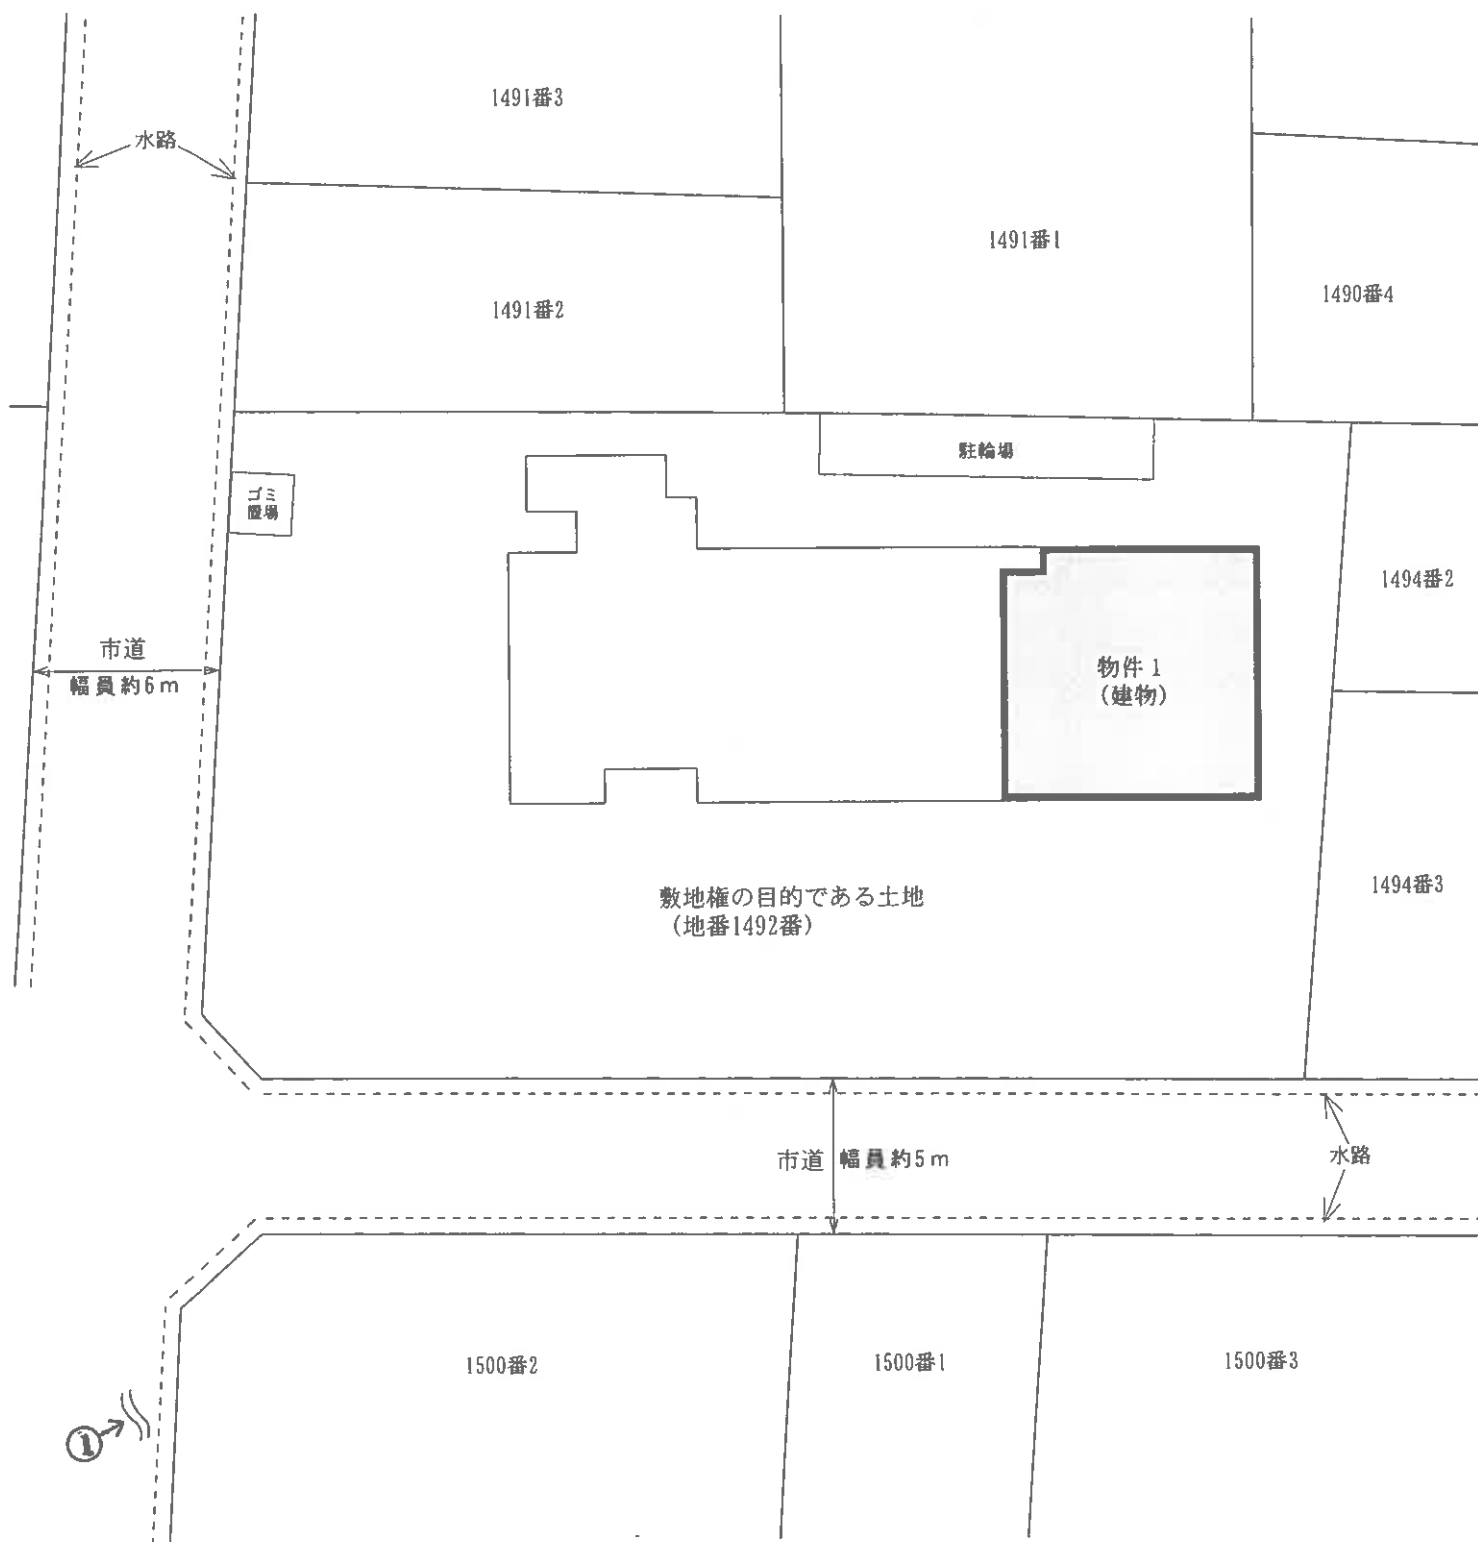 1491番3
水路
1491番1
1490番4
1491番2
駐輪場
ゴミ
置場
1494番2
市道
幅員約6m
物件1
(建物)
1494番3
敷地権の目的である土地
(地番1492番)
市道 幅員約5m
水路
1500番2
1500番1
1500番3
①